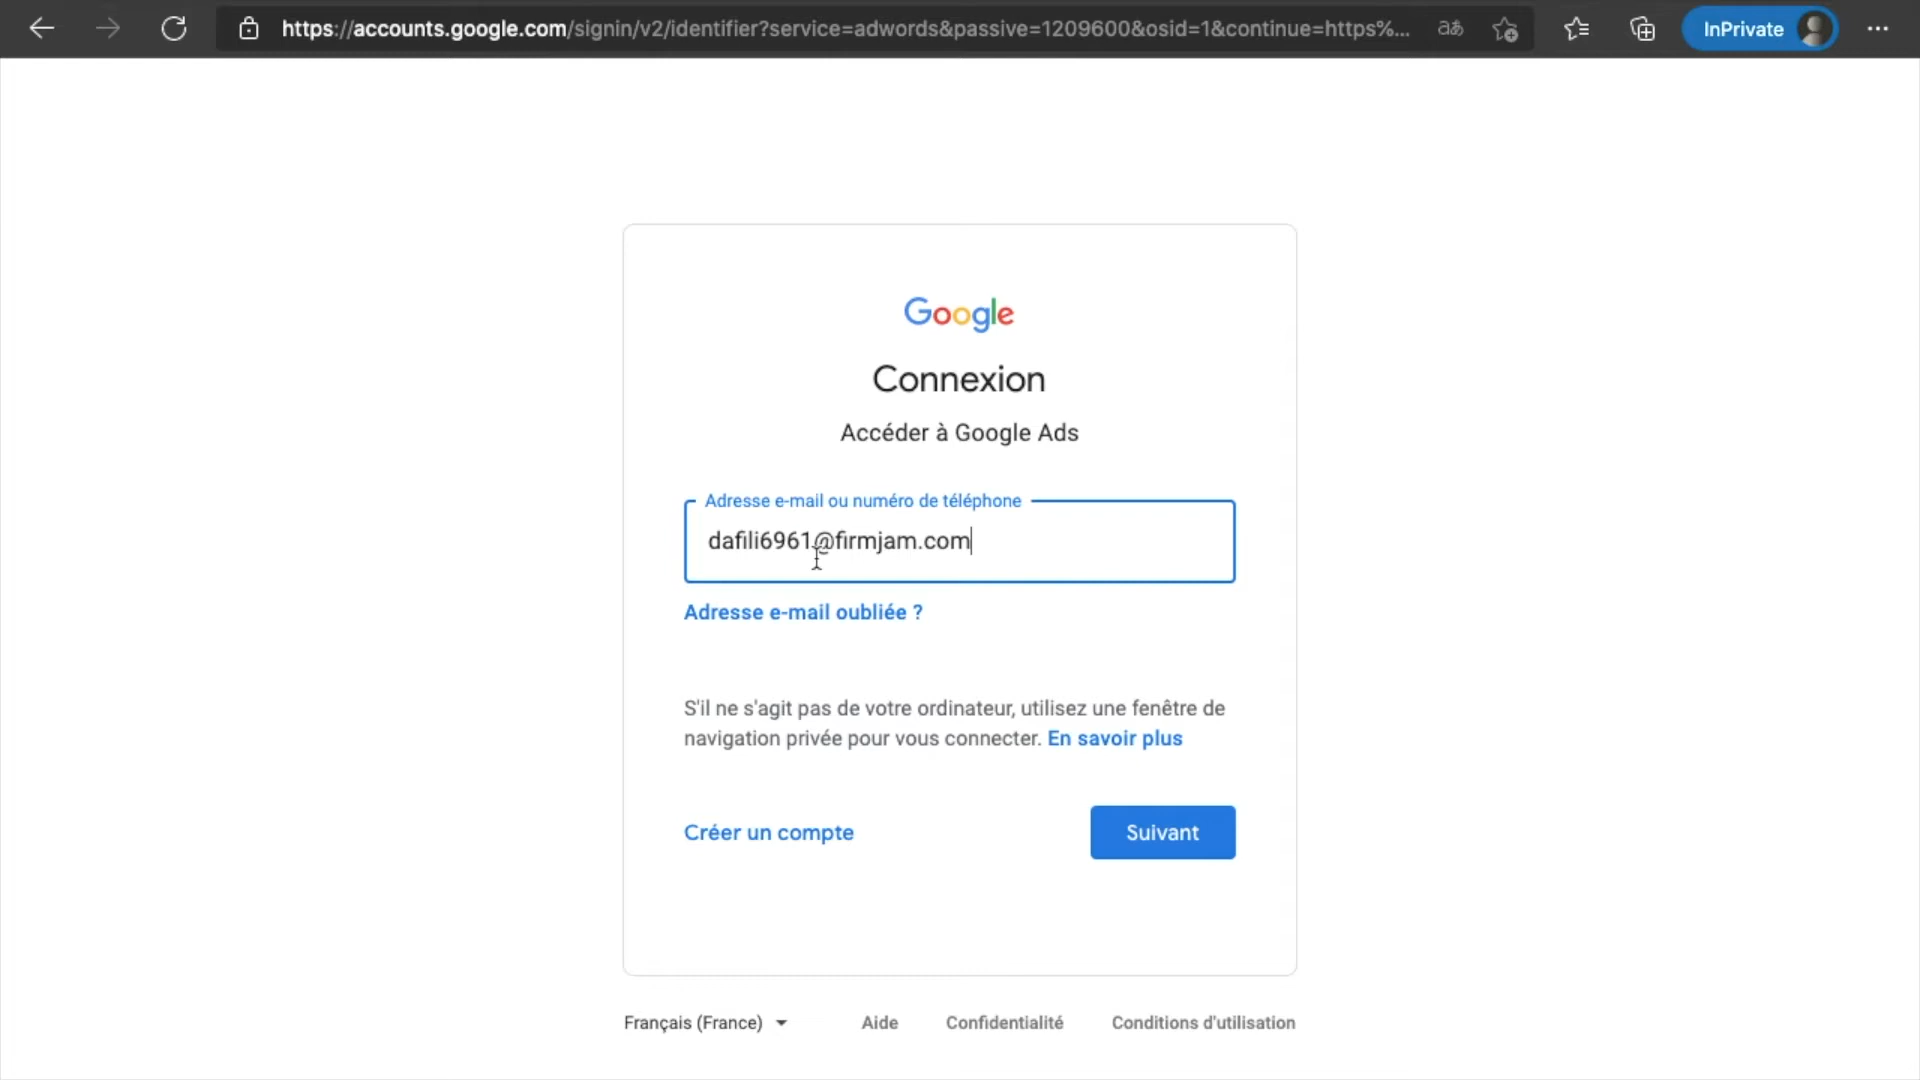 https://accounts.google.com/signin/v2/identifier?service=adwords&passive=1209600&osid=1&continue=https%...
aあ
InPrivate
Google
Connexion
Accéder à Google Ads
Adresse e-mail ou numéro de téléphone
dafili6961@firmjam.com
Adresse e-mail oubliée ?
S'il ne s'agit pas de votre ordinateur, utilisez une fenêtre de
navigation privée pour vous connecter. En savoir plus
Créer un compte
Suivant
Français (France)
Aide
Confidentialité
Conditions d'utilisation